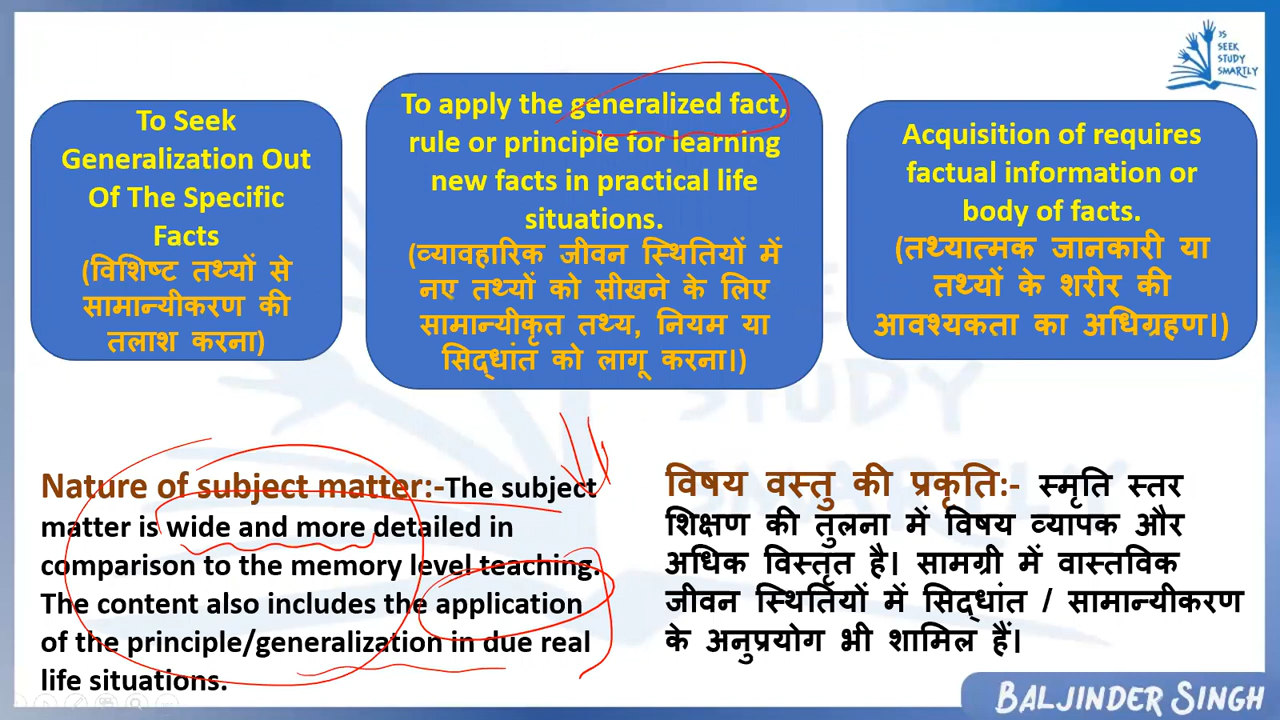 3S
SEEK
STUDY
SMARTLY
To Seek
Generalization Out
Of The Specific
Facts
(विशिष्ट तथ्यों से
सामान्यीकरण की
तलाश करना)
To apply the generalized fact,
rule or principle for learning
new facts in practical life
situations.
(व्यावहारिक जीवन स्थितियों में
नए तथ्यों को सीखने के लिए
सामान्यीकृत तथ्य, नियम या
सिद्धांत को लागू करना।)
Acquisition of requires
factual information or
body of facts.
(तथ्यात्मक जानकारी या
तथ्यों के शरीर की
आवश्यकता का अधिग्रहण।)
Nature of subject matter:-The subject
matter is wide and more detailed in
comparison to the memory level teaching.
The content also includes the application
of the principle/generalization in due real
life situations.
विषय वस्तु की प्रकृति:- स्मृति स्तर
शिक्षण की तुलना में विषय व्यापक और
अधिक विस्तृत है। सामग्री में वास्तविक
जीवन स्थितियों में सिद्धांत / सामान्यीकरण
के अनुप्रयोग भी शामिल हैं।
BALJINDER SINGH